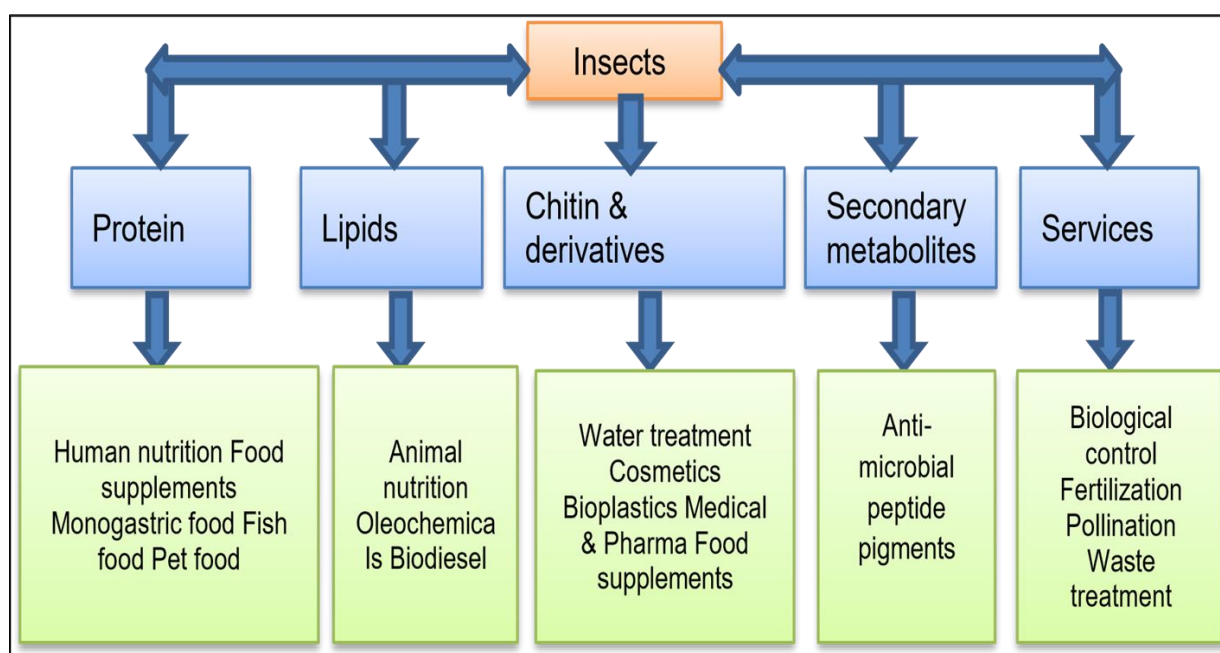 Insects
Protein
Lipids
Chitin &
derivatives
Secondary
metabolites
Services
Human nutrition Food
supplements
Monogastric food Fish
food Pet food
Animal
nutrition
Oleochemica
ls Biodiesel
Water treatment
Cosmetics
Bioplastics Medical
& Pharma Food
supplements
Anti-
microbial
peptide
pigments
Biological
control
Fertilization
Pollination
Waste
treatment